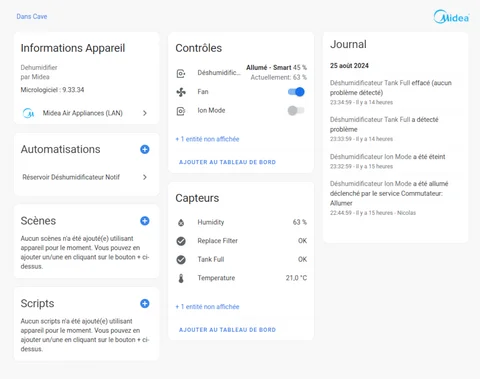 Dans Cave
Midea
Informations Appareil
Dehumidifier
par Midea
Micrologiciel : 9.33.34
Midea Air Appliances (LAN)
Automatisations
Réservoir Déshumidificateur Notif
Scènes
Aucun scènes n'a été ajouté(e) utilisant
appareil pour le moment. Vous pouvez en
ajouter un/une en cliquant sur le bouton + ci-
dessus.
Scripts
Aucun scripts n'a été ajouté(e) utilisant
appareil pour le moment. Vous pouvez en
ajouter un/une en cliquant sur le bouton + ci-
dessus.
Contrôles
Déshumidific... Allumé - Smart 45 %
Actuellement: 63 %
Fan
Ion Mode
+ 1 entité non affichée
AJOUTER AU TABLEAU DE BORD
Capteurs
Humidity 63 %
Replace Filter OK
Tank Full OK
Temperature 21,0 °C
+ 1 entité non affichée
AJOUTER AU TABLEAU DE BORD
Journal
25 août 2024
Déshumidificateur Tank Full effacé (aucun
problème détecté)
23:34:59 - Il y a 14 heures
Déshumidificateur Tank Full a détecté
problème
23:33:59 - Il y a 14 heures
Déshumidificateur Ion Mode a été éteint
23:31:59 - Il y a 15 heures
Déshumidificateur Ion Mode a été allumé
déclenché par le service Commutateur:
Allumer
22:44:59 - Il y a 15 heures - Nicolas